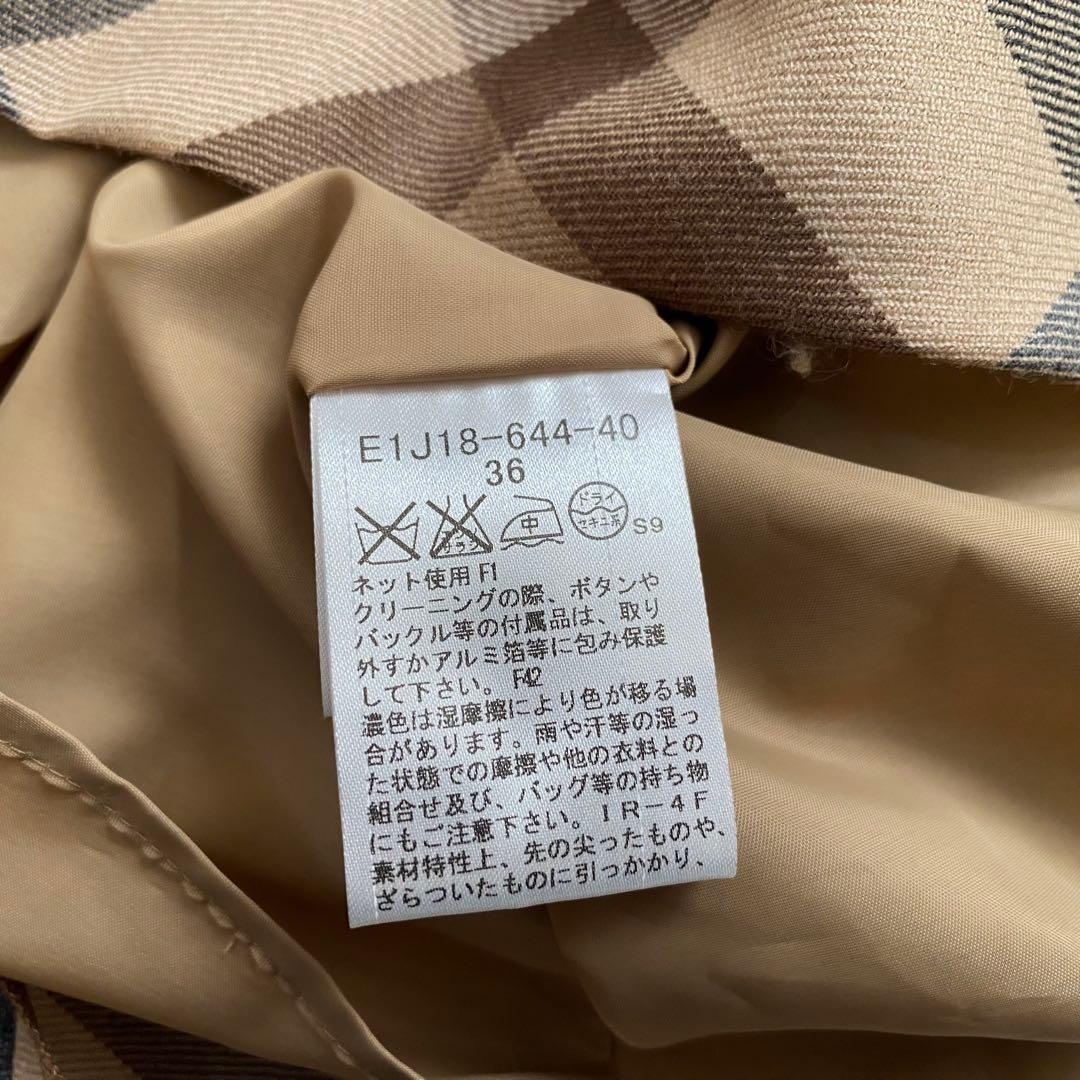 E1J18-644-40
36
エンソサラシ 中 ドライ セキユ系 S9
ネット使用 F1
クリーニングの際、ボタンや
バックル等の付属品は、取り
外すかアルミ箔等に包み保護
して下さい。 F42
濃色は湿摩擦により色が移る場
合があります。雨や汗等の湿っ
た状態での摩擦や他の衣料との
組合せ及び、バッグ等の持ち物
にもご注意下さい。IR-4F
素材特性上、先の尖ったものや、
ざらついたものに引っかかり、